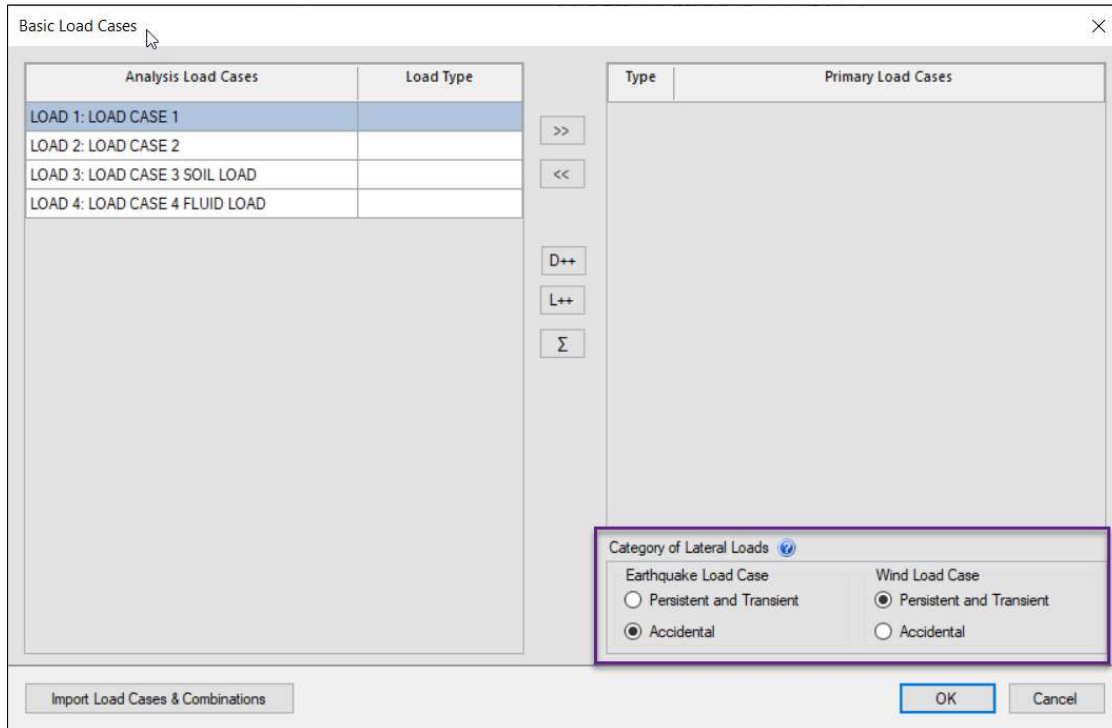 Basic Load Cases
Analysis Load Cases Load Type
LOAD 1: LOAD CASE 1
LOAD 2: LOAD CASE 2
LOAD 3: LOAD CASE 3 SOIL LOAD
LOAD 4: LOAD CASE 4 FLUID LOAD
>>
<<
D++
L++
Σ
Type Primary Load Cases
Category of Lateral Loads ?
Earthquake Load Case Wind Load Case
Persistent and Transient Persistent and Transient
Accidental Accidental
Import Load Cases & Combinations OK Cancel